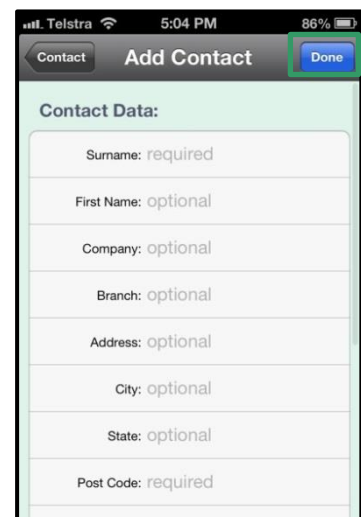 Telstra 5:04 PM 86%
Contact Add Contact Done
Contact Data:
Surname: required
First Name: optional
Company: optional
Branch: optional
Address: optional
City: optional
State: optional
Post Code: required